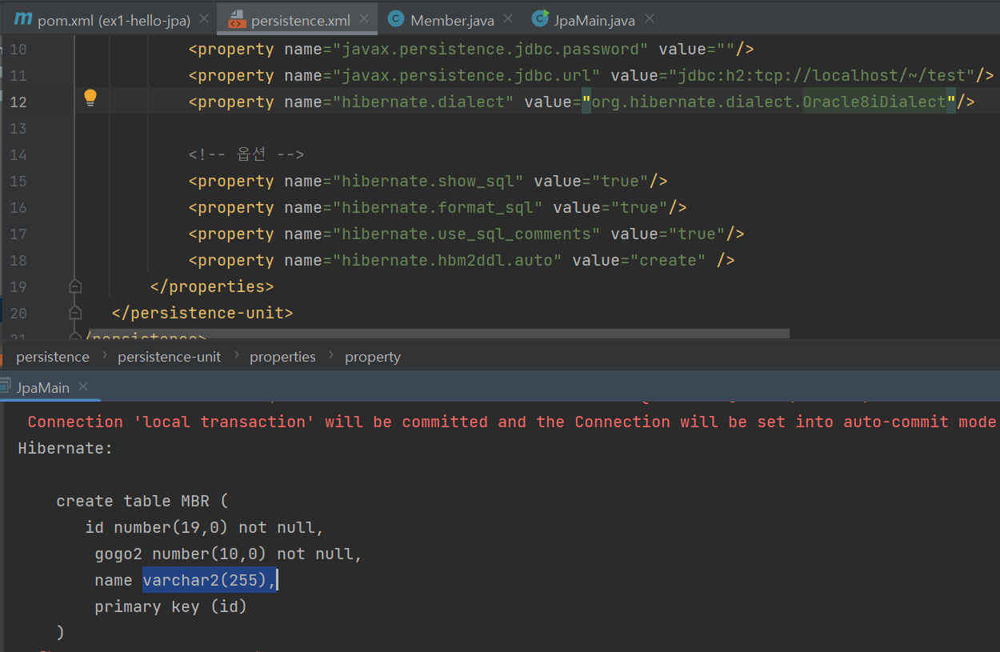 pom.xml (ex1-hello-jpa)
persistence.xml
Member.java
JpaMain.java
10 <property name="javax.persistence.jdbc.password" value=""/>
11 <property name="javax.persistence.jdbc.url" value="jdbc:h2:tcp://localhost/~/test"/>
12 <property name="hibernate.dialect" value="org.hibernate.dialect.Oracle8iDialect"/>
13
14 <!-- 옵션 -->
15 <property name="hibernate.show_sql" value="true"/>
16 <property name="hibernate.format_sql" value="true"/>
17 <property name="hibernate.use_sql_comments" value="true"/>
18 <property name="hibernate.hbm2ddl.auto" value="create" />
19 </properties>
20 </persistence-unit>
21 /persistence>
persistence > persistence-unit > properties > property
JpaMain
Connection 'local transaction' will be committed and the Connection will be set into auto-commit mode
Hibernate:
create table MBR (
id number(19,0) not null,
gogo2 number(10,0) not null,
name varchar2(255),
primary key (id)
)